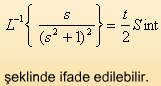 L⁻¹{ s / (s² + 1)² } = t/2 Sint
şeklinde ifade edilebilir.